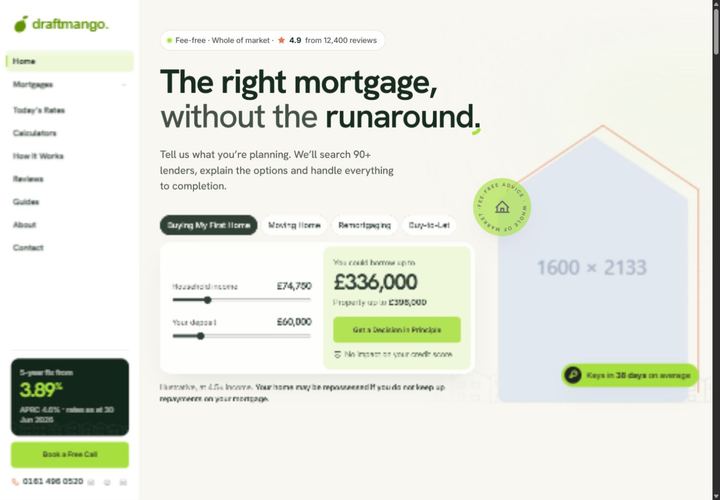 draftmango.
Home
Mortgages
Today's Rates
Calculators
How It Works
Reviews
Guides
About
Contact
5-year fix from
3.89%
APRC 4.6% · rates as at 30
Jun 2026
Book a Free Call
0161 496 0520
Fee-free · Whole of market · ★ 4.9 from 12,400 reviews
The right mortgage,
without the runaround.
Tell us what you're planning. We'll search 90+
lenders, explain the options and handle everything
to completion.
Buying My First Home
Moving Home
Remortgaging
Buy-to-Let
Household income £74,750
Your deposit £60,000
You could borrow up to
£336,000
Property up to £396,000
Get a Decision in Principle
No impact on your credit score
Illustrative, at 4.5× income. Your home may be repossessed if you do not keep up
repayments on your mortgage.
FEE-FREE ADVICE · WHOLE OF MARKET ·
1600 × 2133
Keys in 38 days on average